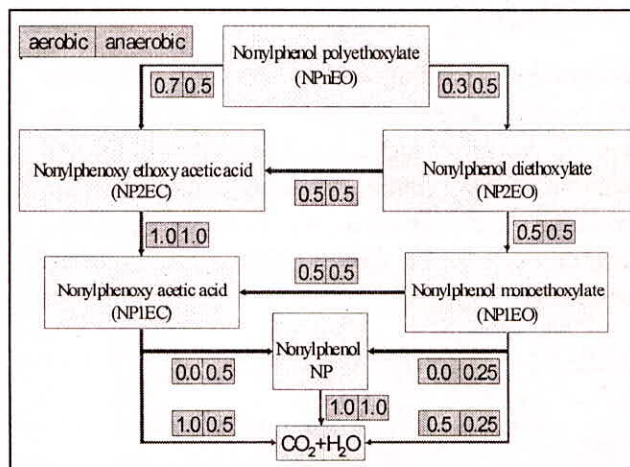 aerobic anaerobic
Nonylphenol polyethoxylate
(NPnEO)
0.7 0.5
0.3 0.5
Nonylphenoxy ethoxy acetic acid
(NP2EC)
Nonylphenol diethoxylate
(NP2EO)
0.5 0.5
1.0 1.0
0.5 0.5
Nonylphenoxy acetic acid
(NP1EC)
0.5 0.5
Nonylphenol monoethoxylate
(NP1EO)
Nonylphenol
NP
0.0 0.5
0.0 0.25
1.0 1.0
1.0 0.5
0.5 0.25
CO₂+H₂O